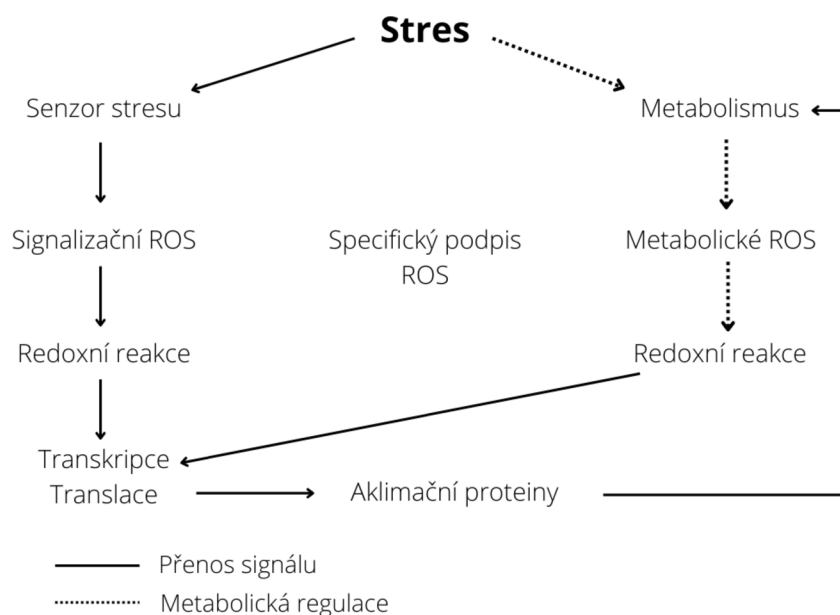 Stres
Senzor stresu
Metabolismus
Signalizační ROS
Specifický podpis
ROS
Metabolické ROS
Redoxní reakce
Redoxní reakce
Transkripce
Translace
Aklimační proteiny
Přenos signálu
Metabolická regulace